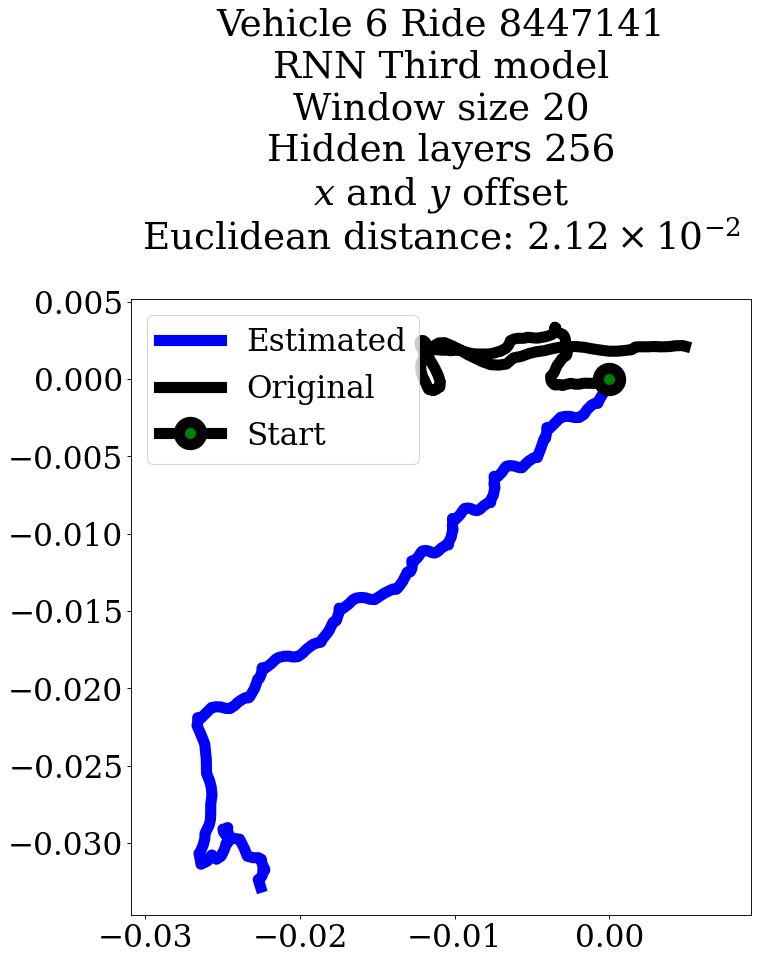 Vehicle 6 Ride 8447141
RNN Third model
Window size 20
Hidden layers 256
x and y offset
Euclidean distance: 2.12 × 10⁻²
0.005
0.000
−0.005
−0.010
−0.015
−0.020
−0.025
−0.030
Estimated
Original
Start
−0.03 −0.02 −0.01 0.00